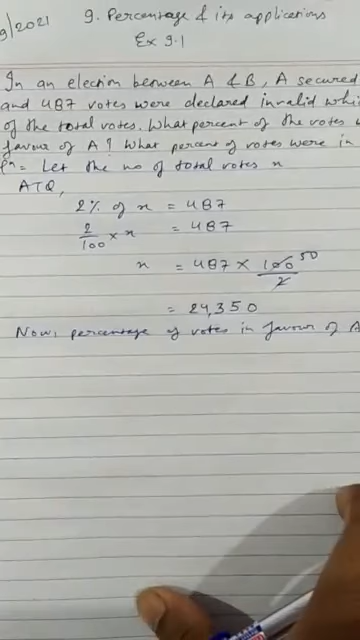 9/2021
9. Percentage & its applications
Ex 9.1
In an election between A & B, A secured
and 487 votes were declared invalid whi
of the total votes. What percent of the votes w
favour of A? What percent of votes were in
Let the no of total votes x
ATQ,
2% of x = 487
2/100 × x = 487
x = 487 × 100 50 / 2
= 24,350
Now, percentage of votes in favour of A